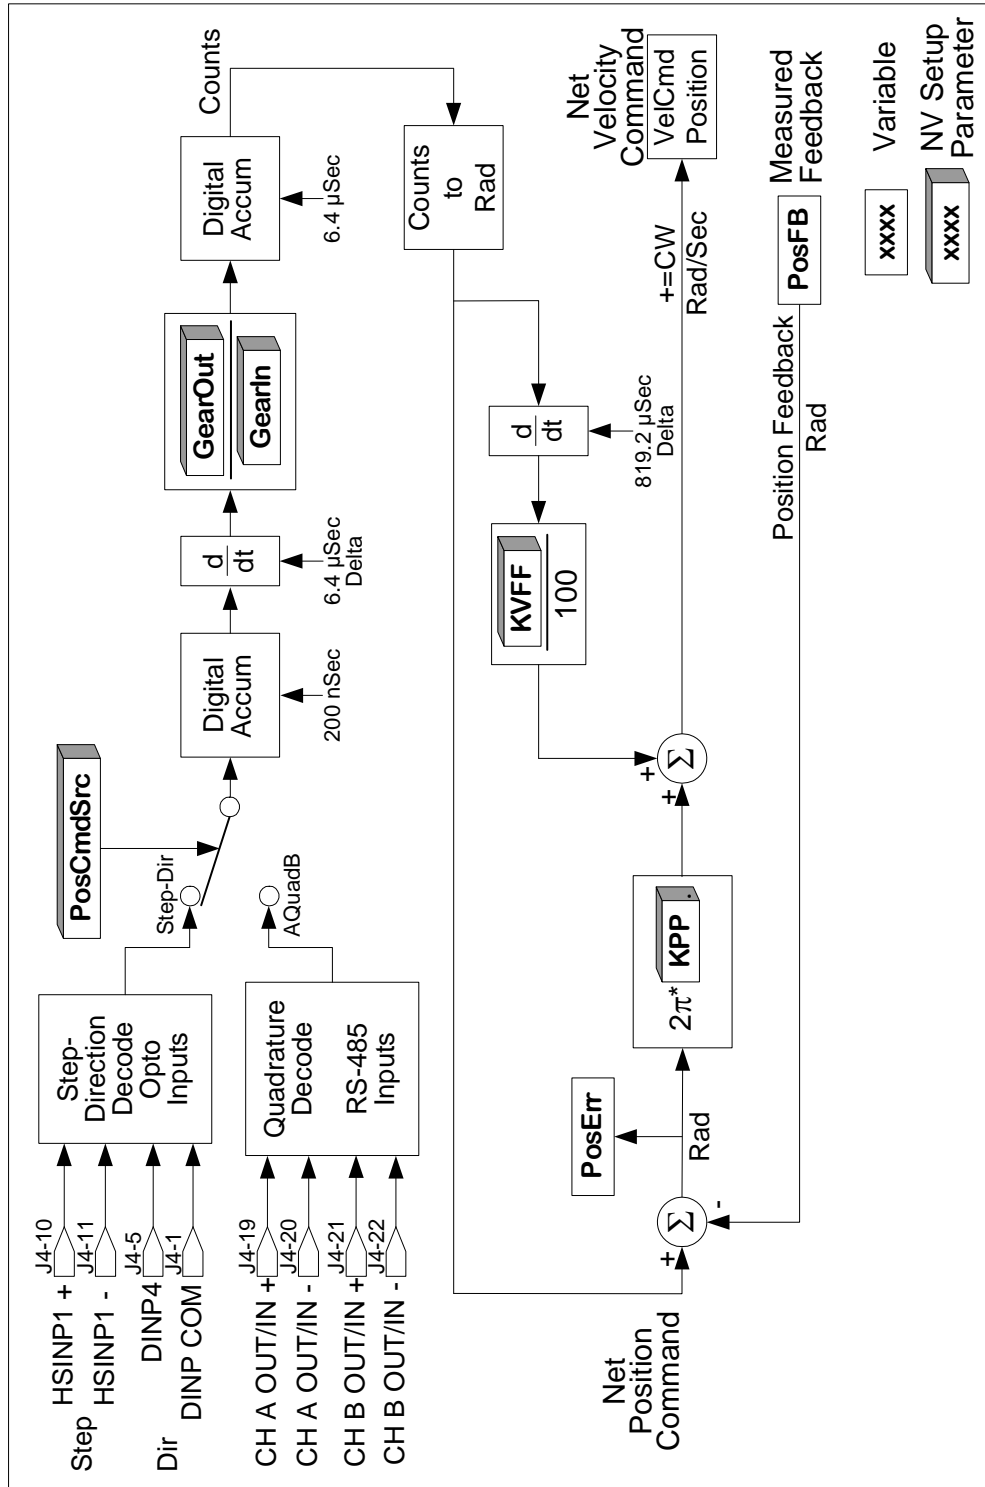 Step
HSINP1 +
J4-10
HSINP1 -
J4-11
Dir
DINP4
J4-5
DINP COM
J4-1
Step-
Direction
Decode
Opto
Inputs
CH A OUT/IN +
J4-19
CH A OUT/IN -
J4-20
CH B OUT/IN +
J4-21
CH B OUT/IN -
J4-22
Quadrature
Decode
RS-485
Inputs
PosCmdSrc
Step-Dir
AQuadB
Digital
Accum
200 nSec
d
dt
6.4 µSec
Delta
GearOut
GearIn
Digital
Accum
6.4 µSec
Counts
Counts
to
Rad
d
dt
819.2 µSec
Delta
KVFF
100
Net
Position
Command
+
Σ
-
Rad
PosErr
2π*
KPP
+
+
Σ
+=CW
Rad/Sec
Net
Velocity
Command
VelCmd
Position
Position Feedback
Rad
PosFB
Measured
Feedback
xxxx
Variable
xxxx
NV Setup
Parameter